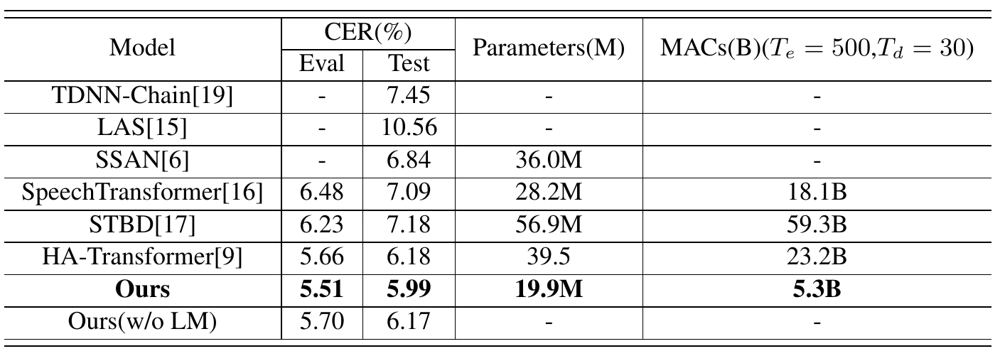 Model CER(%) Parameters(M) MACs(B)(T_e = 500,T_d = 30)
Eval Test
TDNN-Chain[19] - 7.45 - -
LAS[15] - 10.56 - -
SSAN[6] - 6.84 36.0M -
SpeechTransformer[16] 6.48 7.09 28.2M 18.1B
STBD[17] 6.23 7.18 56.9M 59.3B
HA-Transformer[9] 5.66 6.18 39.5 23.2B
Ours 5.51 5.99 19.9M 5.3B
Ours(w/o LM) 5.70 6.17 - -